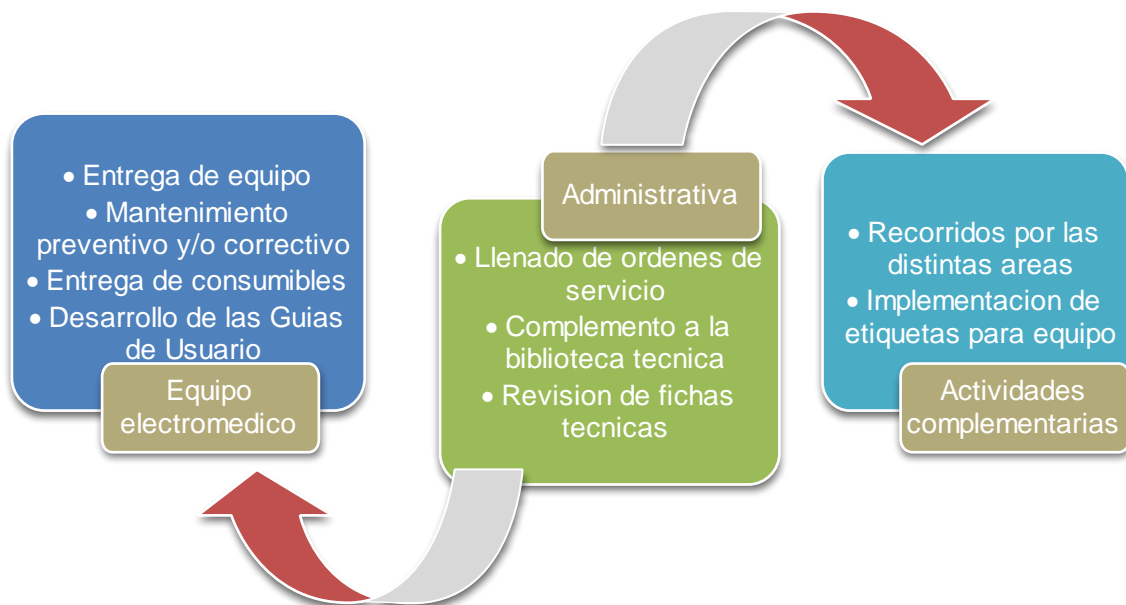 • Entrega de equipo
• Mantenimiento
preventivo y/o correctivo
• Entrega de consumibles
• Desarrollo de las Guias
de Usuario
Equipo
electromedico
Administrativa
• Llenado de ordenes de
servicio
• Complemento a la
biblioteca tecnica
• Revision de fichas
tecnicas
• Recorridos por las
distintas areas
• Implementacion de
etiquetas para equipo
Actividades
complementarias